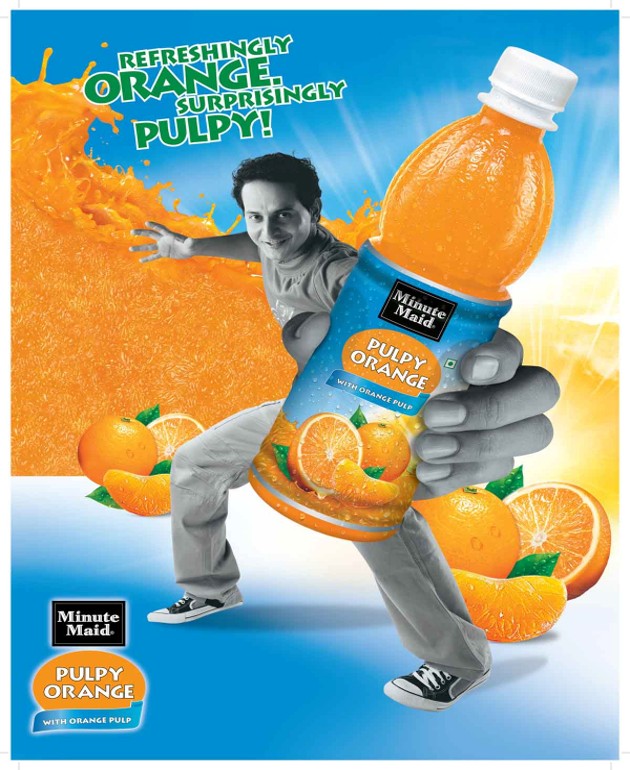 REFRESHINGLY
ORANGE.
SURPRISINGLY
PULPY!
Minute
Maid®
PULPY
ORANGE
WITH ORANGE PULP
Minute
Maid®
PULPY
ORANGE
WITH ORANGE PULP